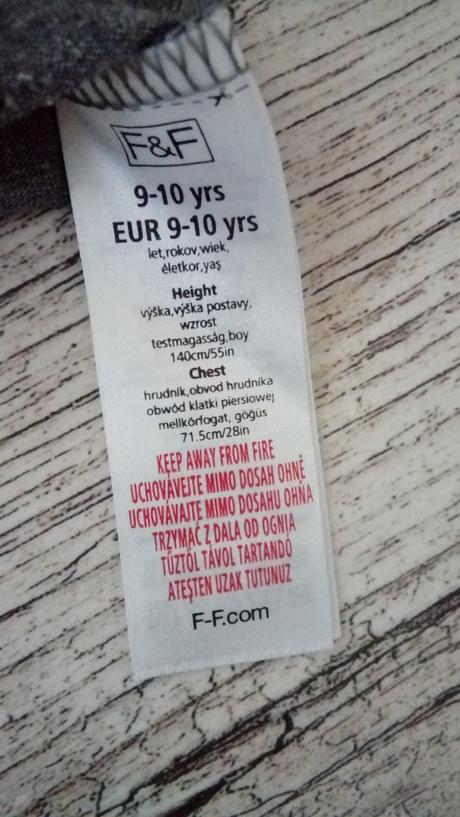 F&F
9-10 yrs
EUR 9-10 yrs
let,rokov,wiek,
életkor,yaş
Height
výška,výška postavy,
wzrost
testmagasság,boy
140cm/55in
Chest
hrudník,obvod hrudníka
obwód klatki piersiowej
mellkörfogat, göğus
71.5cm/28in
KEEP AWAY FROM FIRE
UCHOVÁVEJTE MIMO DOSAH OHNĚ
UCHOVÁVAJTE MIMO DOSAHU OHŇA
TRZYMAĆ Z DALA OD OGNIA
TŰZTŐL TÁVOL TARTANDÓ
ATEŞTEN UZAK TUTUNUZ
F-F.com